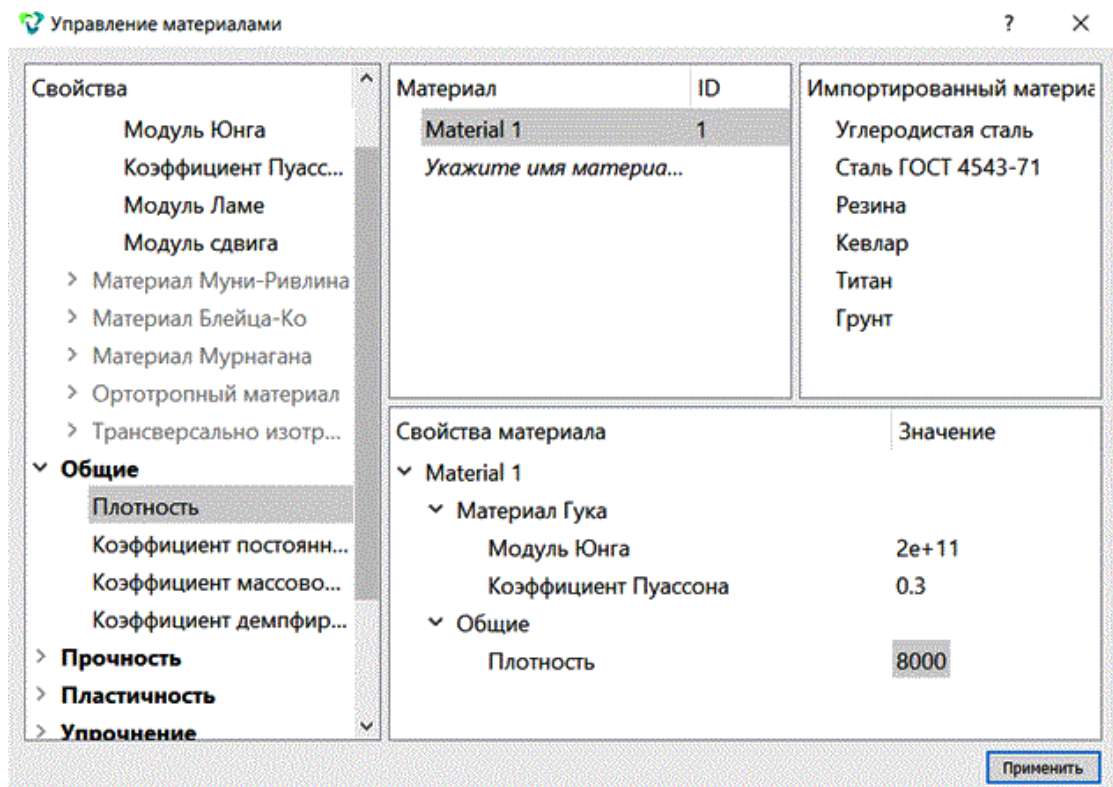 Управление материалами
?
Свойства
Модуль Юнга
Коэффициент Пуасс...
Модуль Ламе
Модуль сдвига
Материал Муни-Ривлина
Материал Блейца-Ко
Материал Мурнагана
Ортотропный материал
Трансверсально изотр...
Общие
Плотность
Коэффициент постоянн...
Коэффициент массово...
Коэффициент демпфир...
Прочность
Пластичность
Упрочнение
Материал ID
Material 1 1
Укажите имя материа...
Импортированный материа
Углеродистая сталь
Сталь ГОСТ 4543-71
Резина
Кевлар
Титан
Грунт
Свойства материала Значение
Material 1
Материал Гука
Модуль Юнга 2e+11
Коэффициент Пуассона 0.3
Общие
Плотность 8000
Применить